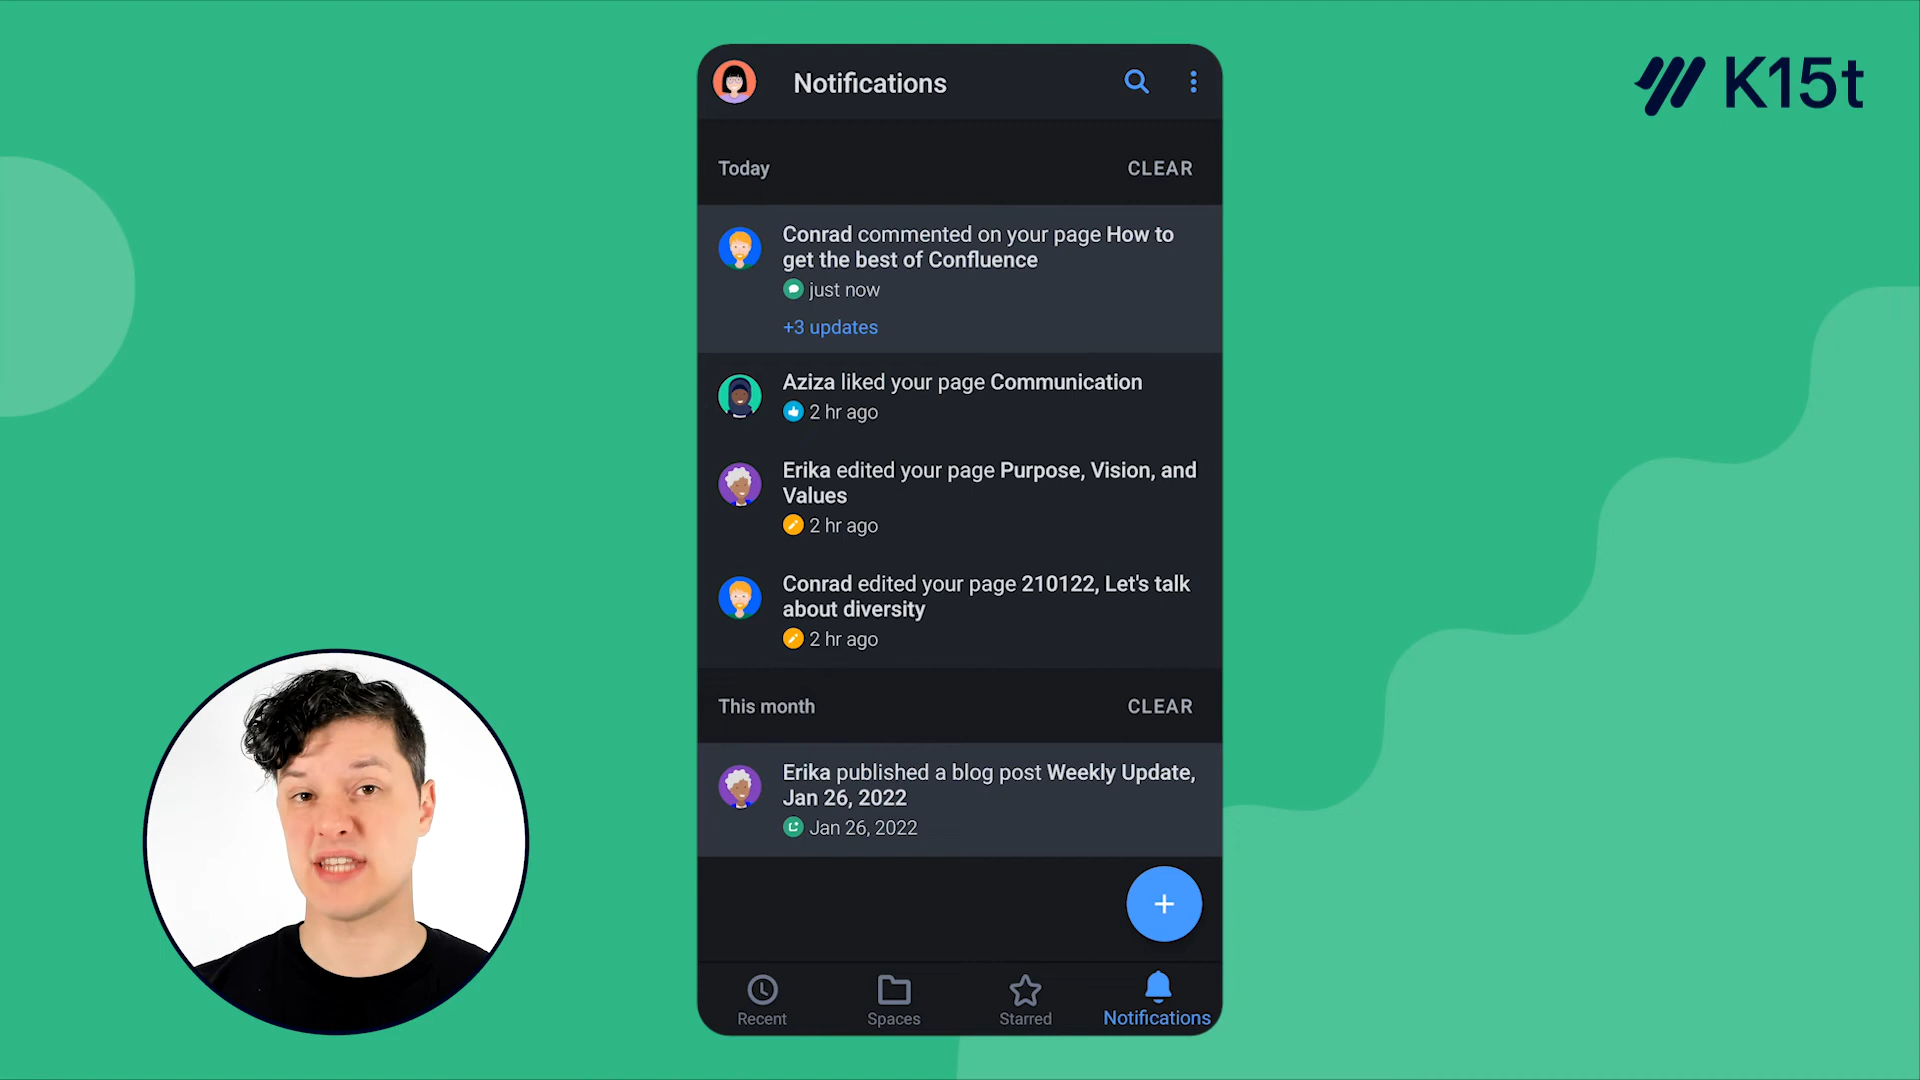 Notifications
K15t
Today
CLEAR
Conrad commented on your page How to
get the best of Confluence
just now
+3 updates
Aziza liked your page Communication
2 hr ago
Erika edited your page Purpose, Vision, and
Values
2 hr ago
Conrad edited your page 210122, Let's talk
about diversity
2 hr ago
This month
CLEAR
Erika published a blog post Weekly Update,
Jan 26, 2022
Jan 26, 2022
Recent
Spaces
Starred
Notifications